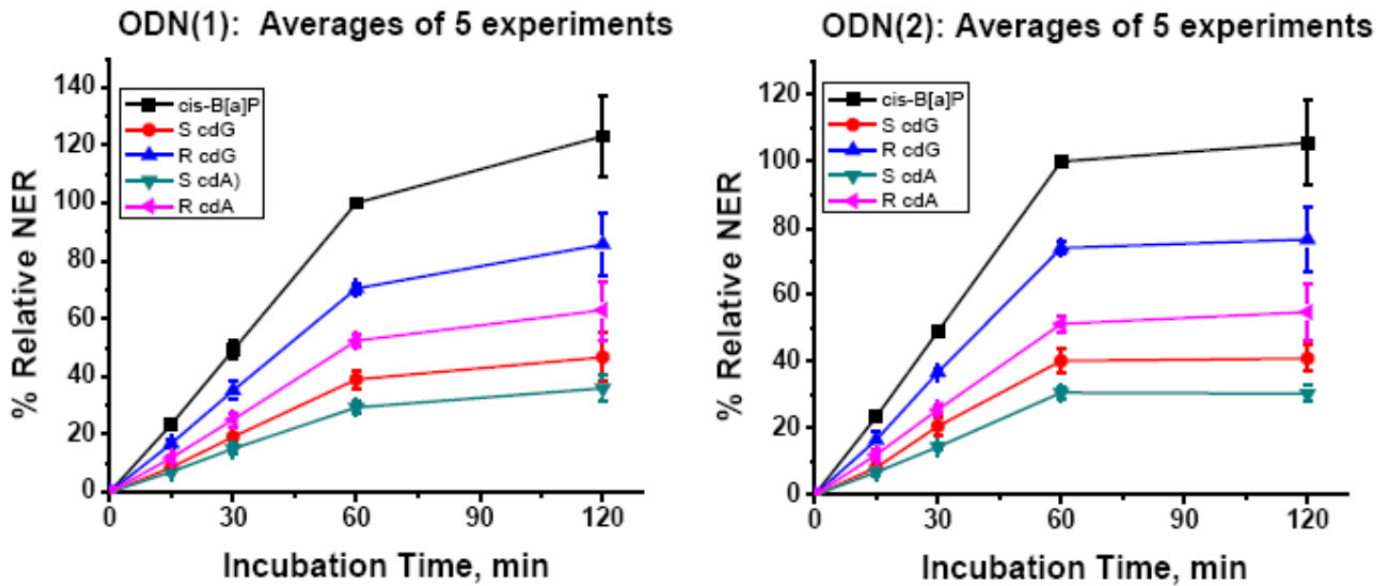 ODN(1): Averages of 5 experiments
% Relative NER
140
120
100
80
60
40
20
0
cis-B[a]P
S cdG
R cdG
S cdA)
R cdA
0 30 60 90 120
Incubation Time, min
ODN(2): Averages of 5 experiments
% Relative NER
120
100
80
60
40
20
0
cis-B[a]P
S cdG
R cdG
S cdA
R cdA
0 30 60 90 120
Incubation Time, min